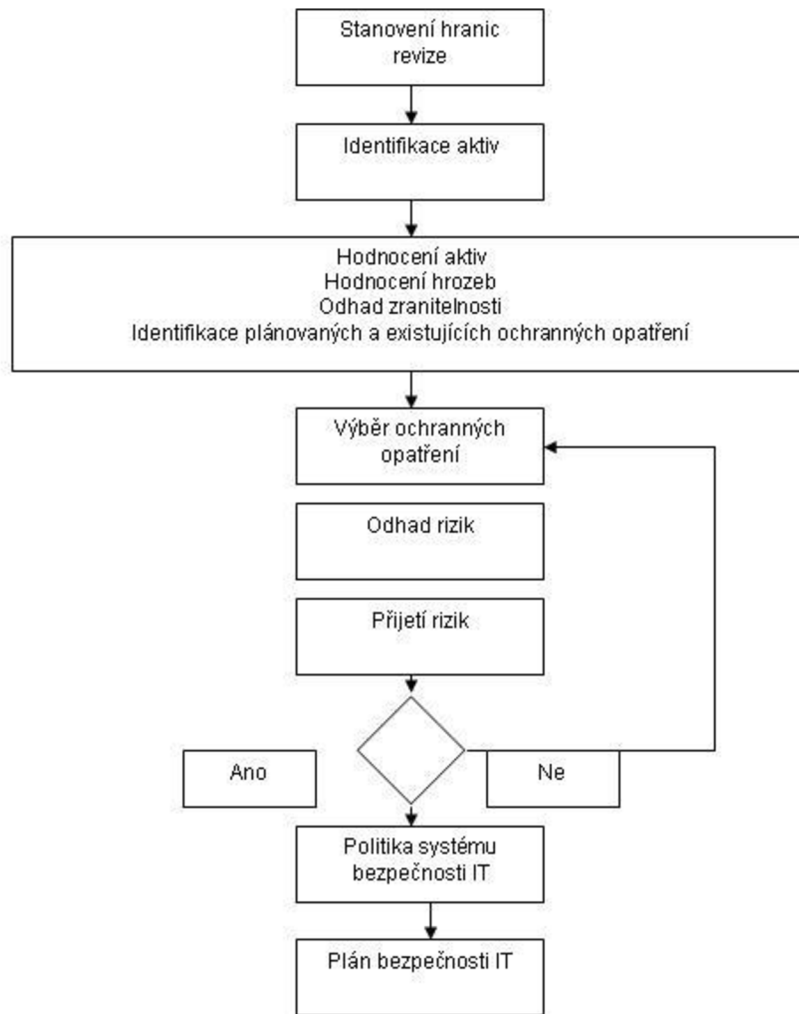 Stanovení hranic
revize
Identifikace aktiv
Hodnocení aktiv
Hodnocení hrozeb
Odhad zranitelnosti
Identifikace plánovaných a existujících ochranných opatření
Výběr ochranných
opatření
Odhad rizik
Přijetí rizik
Ano
Ne
Politika systému
bezpečnosti IT
Plán bezpečnosti IT